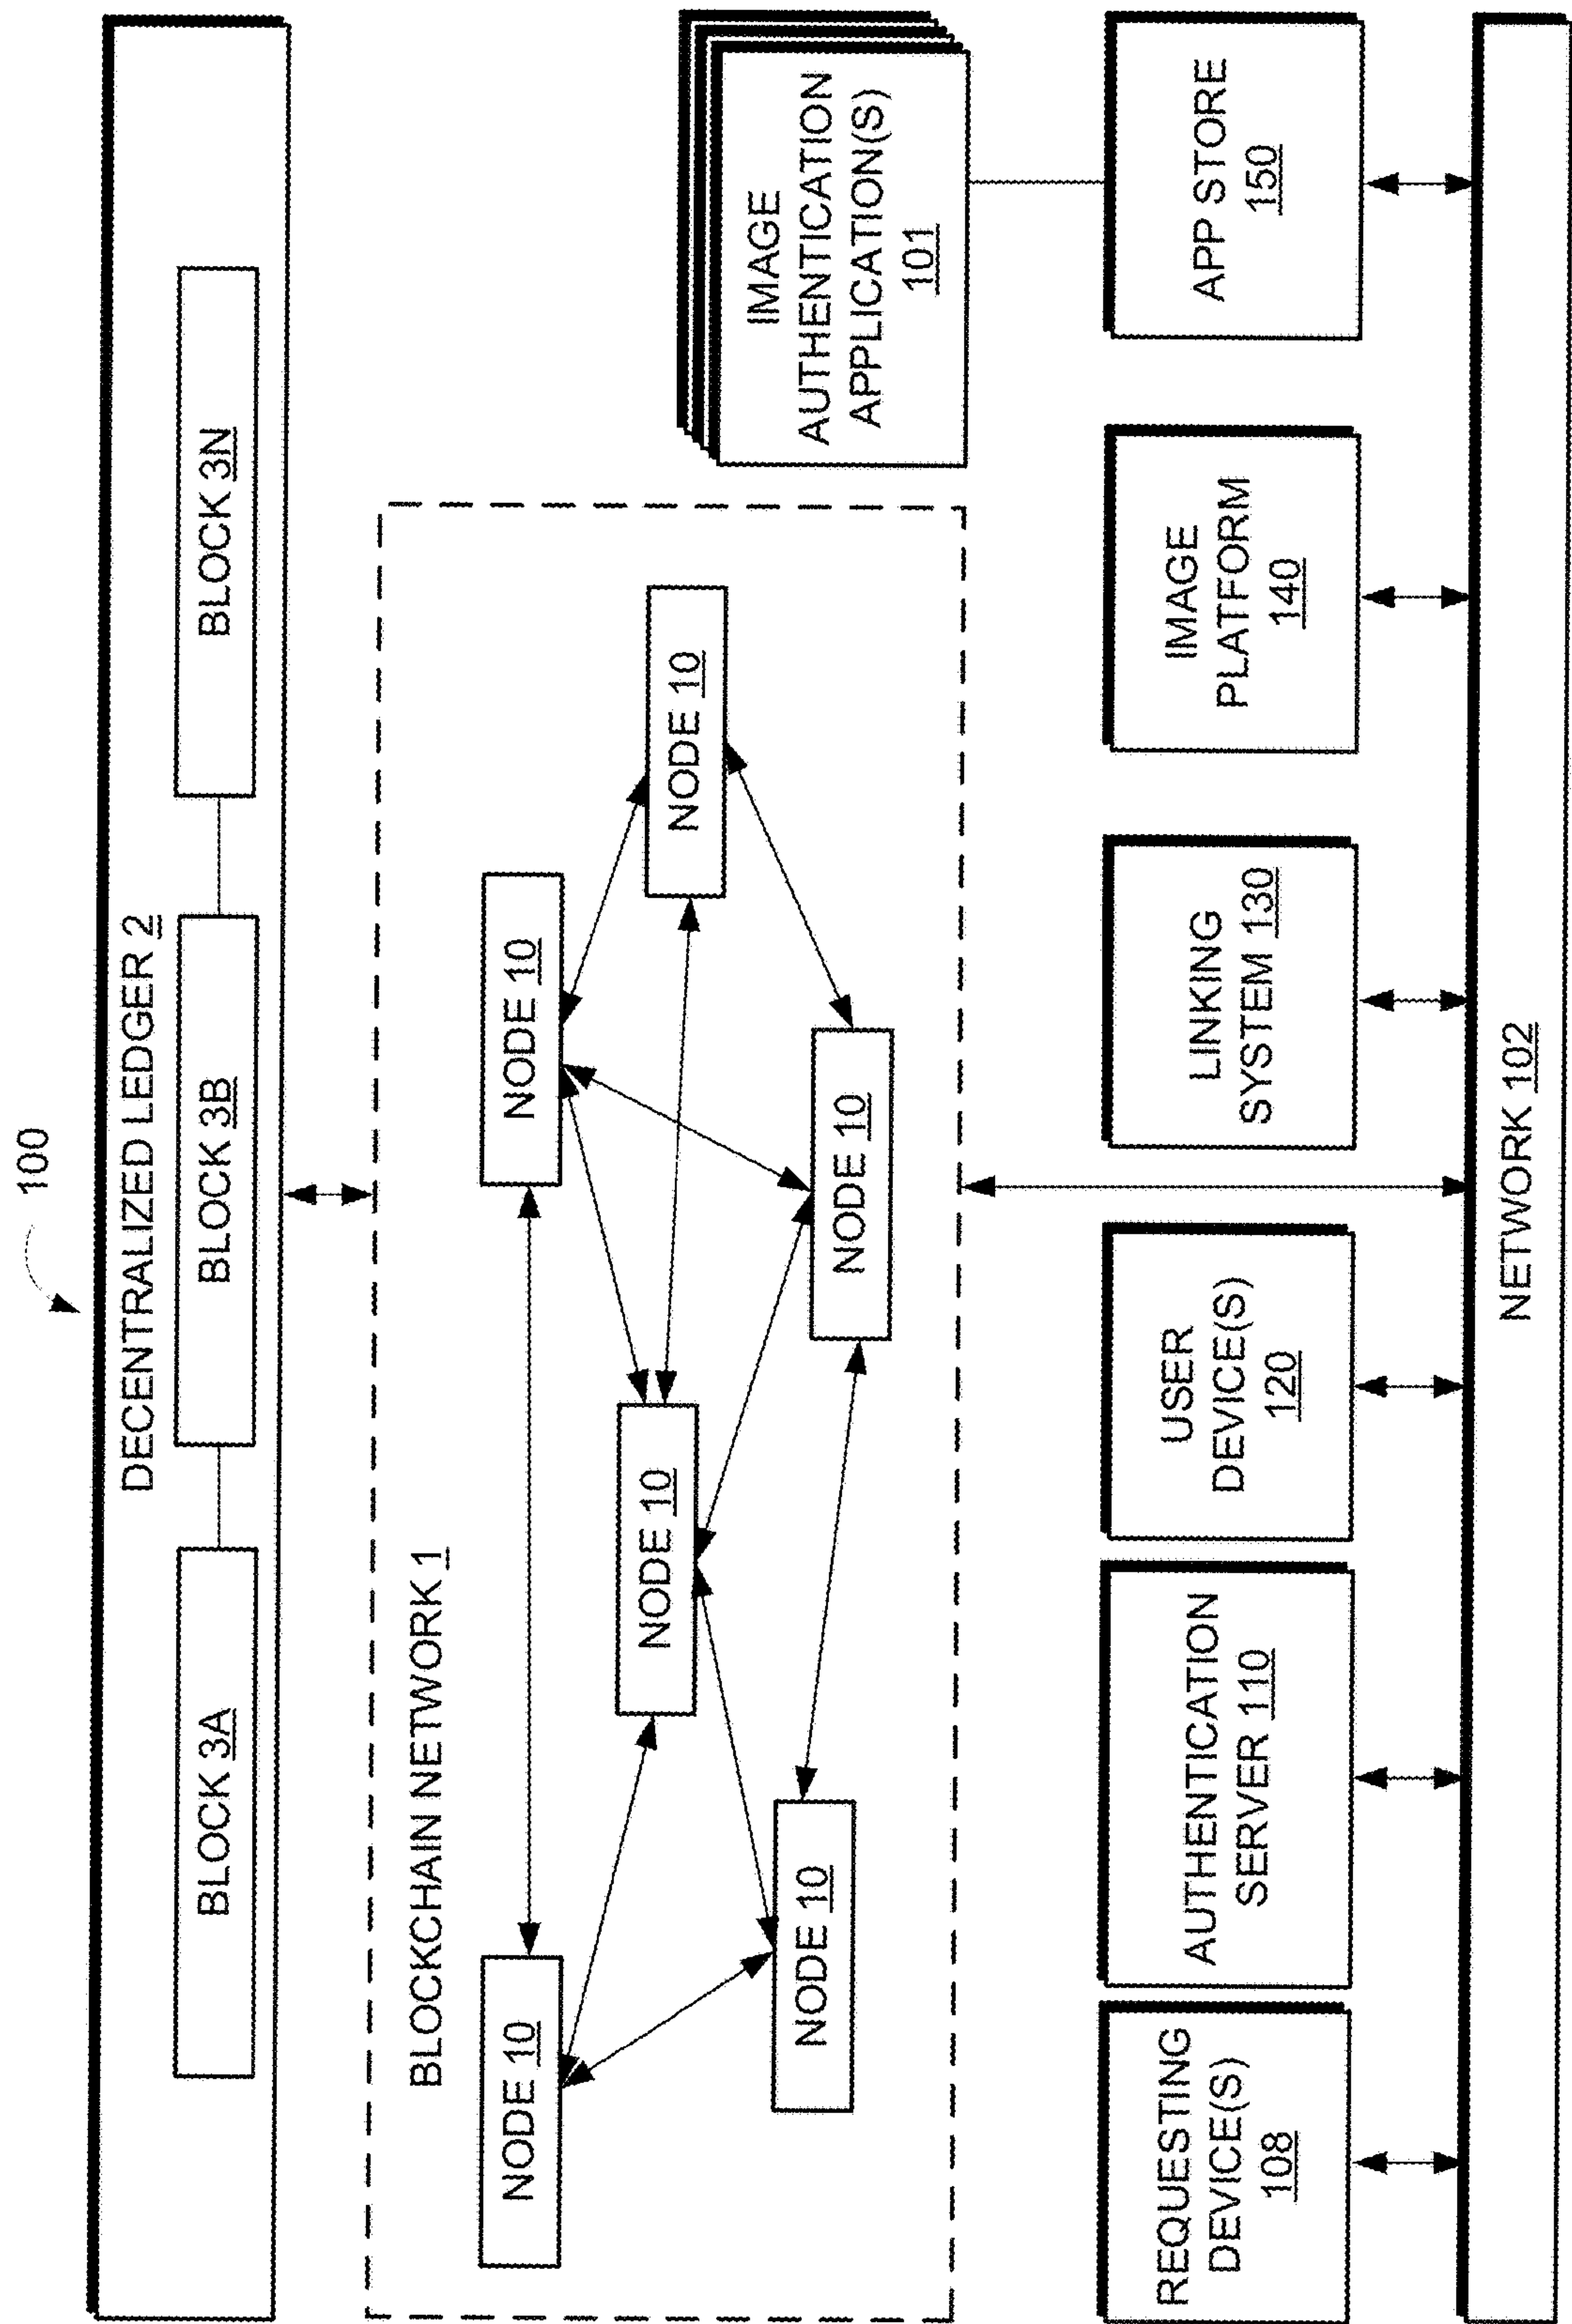 100
DECENTRALIZED LEDGER 2
BLOCK 3A
BLOCK 3B
BLOCK 3N
BLOCKCHAIN NETWORK 1
NODE 10
NODE 10
NODE 10
NODE 10
NODE 10
NODE 10
IMAGE
AUTHENTICATION
APPLICATION(S)
101
REQUESTING
DEVICE(S)
108
AUTHENTICATION
SERVER 110
USER
DEVICE(S)
120
LINKING
SYSTEM 130
IMAGE
PLATFORM
140
APP STORE
150
NETWORK 102